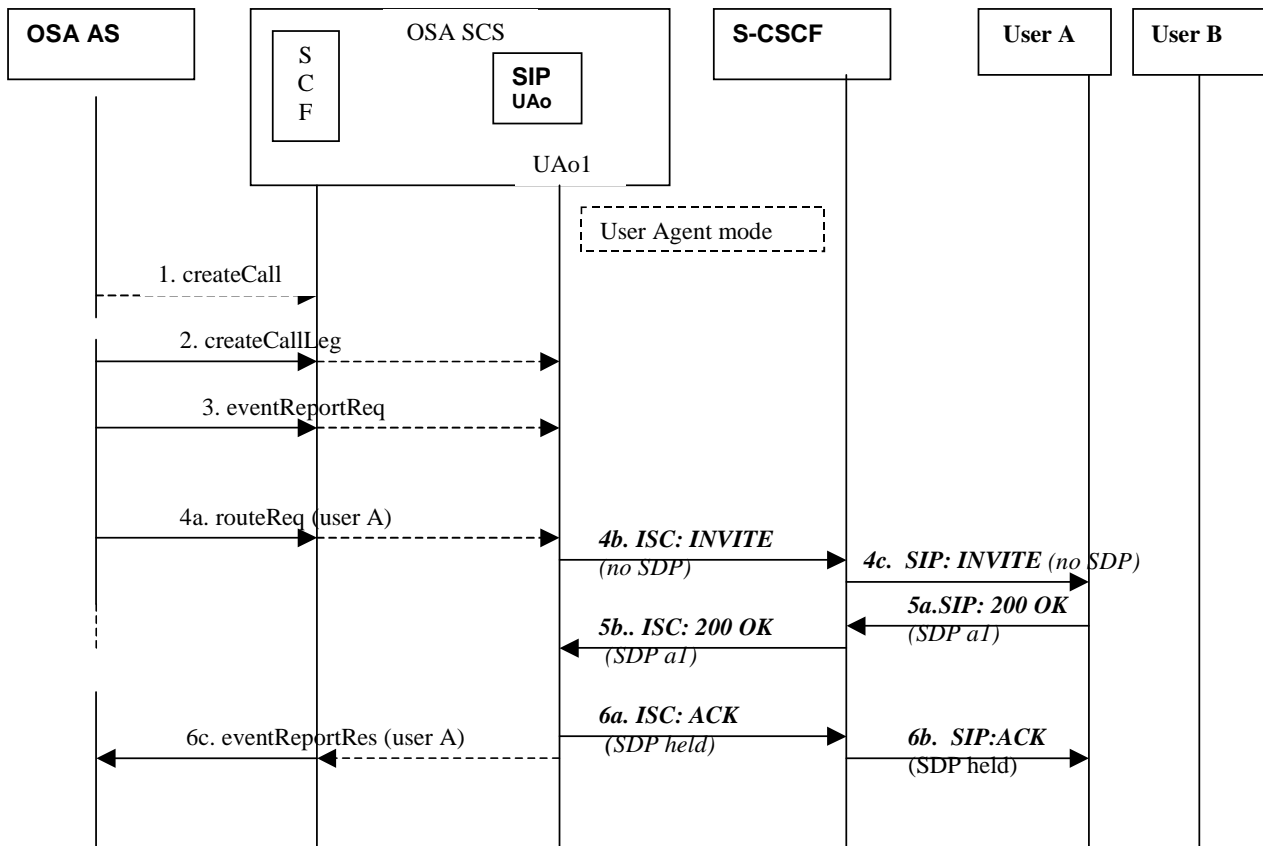 OSA AS
OSA SCS
S-CSCF
User A
User B
S
C
F
SIP
UAo
UAo1
User Agent mode
1. createCall
2. createCallLeg
3. eventReportReq
4a. routeReq (user A)
4b. ISC: INVITE
(no SDP)
4c. SIP: INVITE (no SDP)
5a.SIP: 200 OK
(SDP a1)
5b.. ISC: 200 OK
(SDP a1)
6a. ISC: ACK
(SDP held)
6c. eventReportRes (user A)
6b. SIP:ACK
(SDP held)